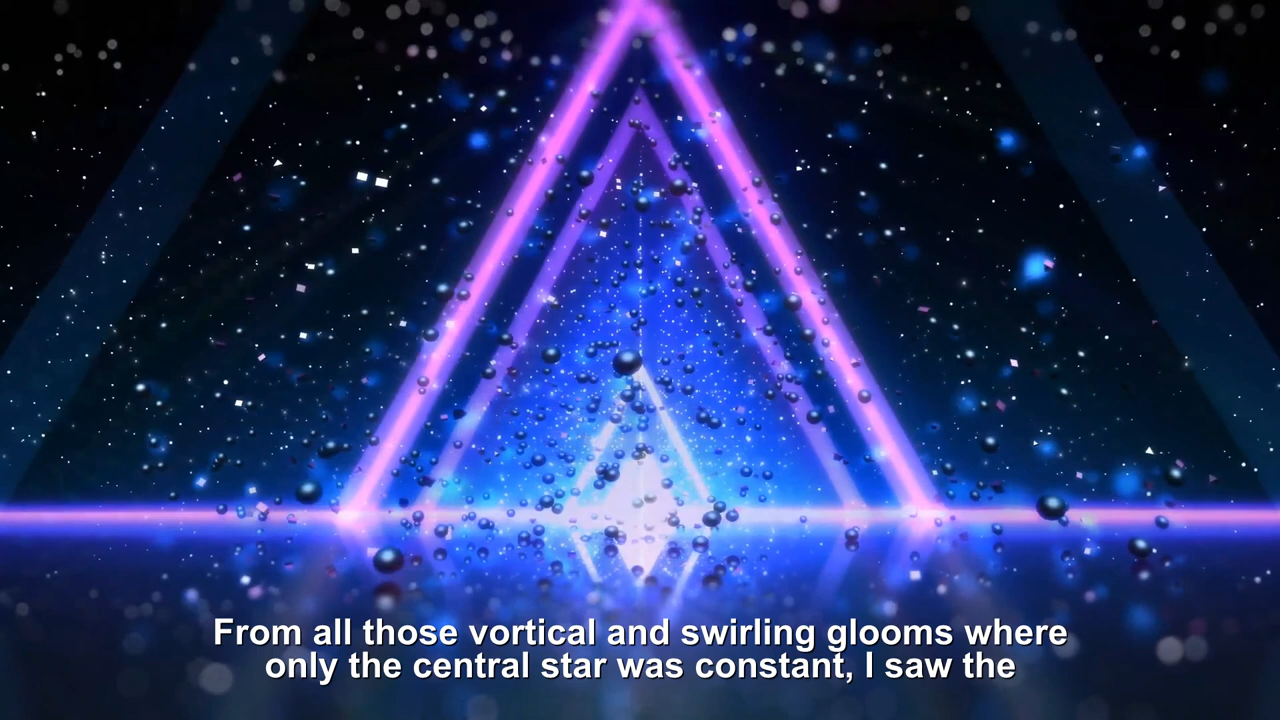 From all those vortical and swirling glooms where
only the central star was constant, I saw the